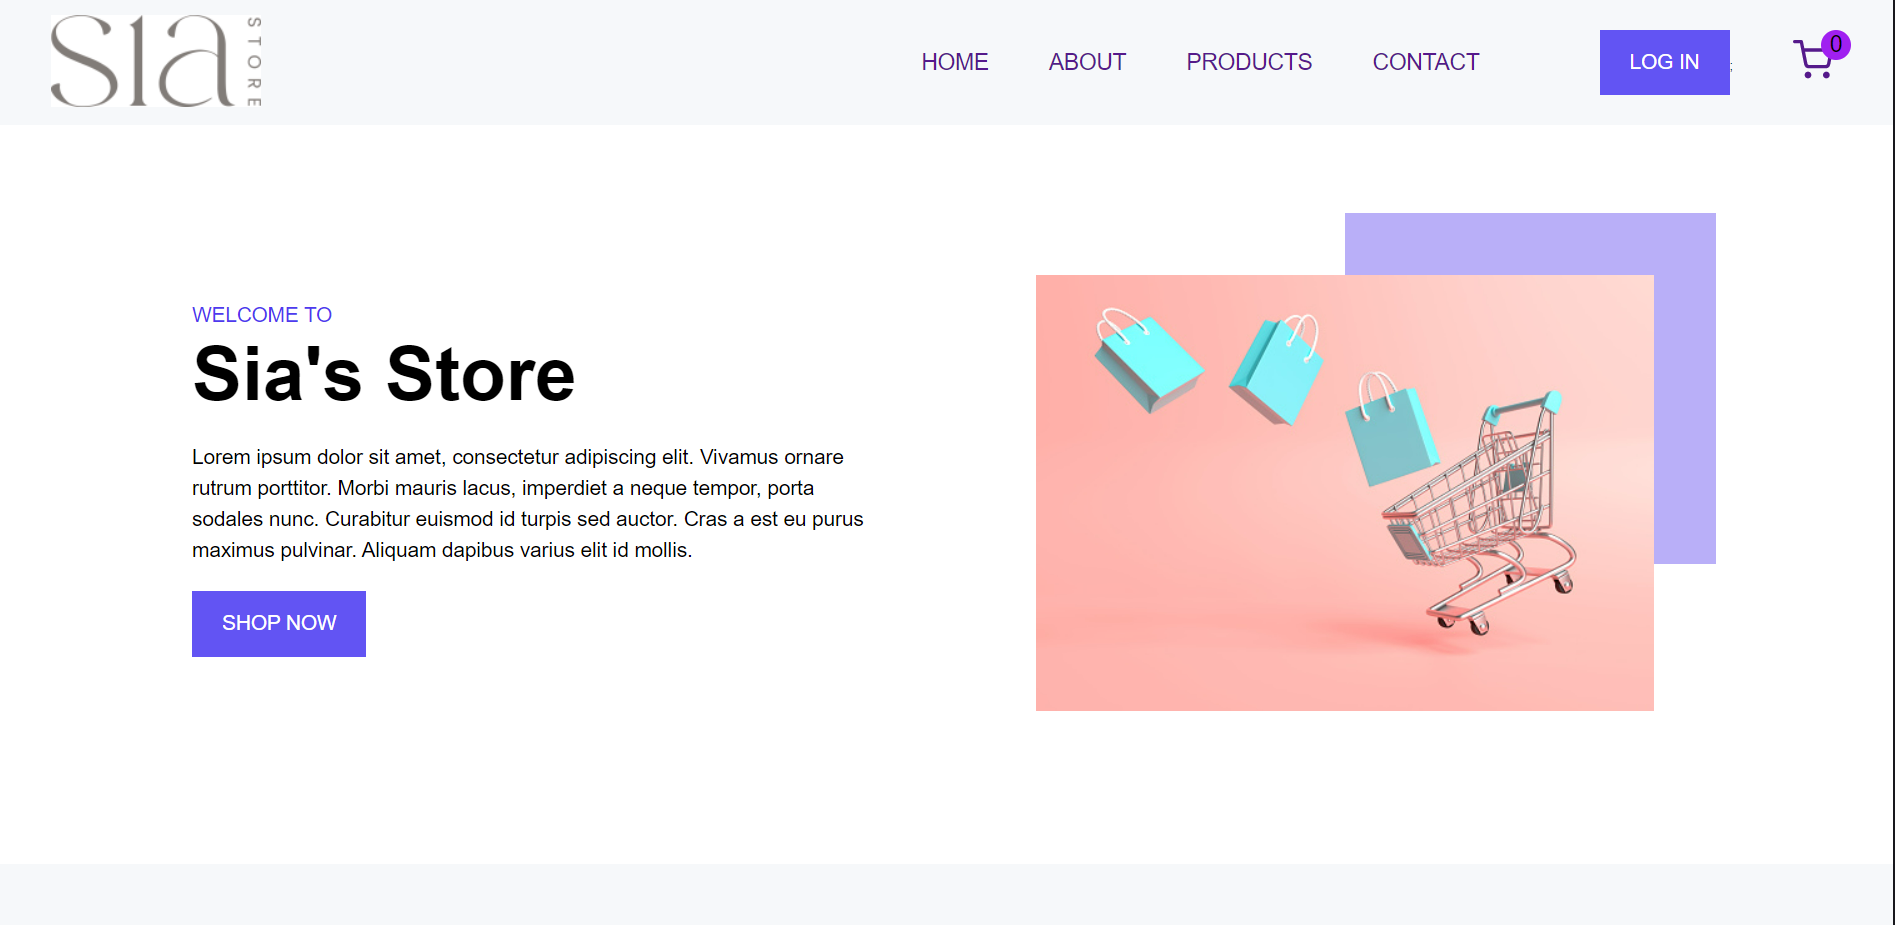 sia STORE
HOME ABOUT PRODUCTS CONTACT LOG IN ; 0
WELCOME TO
Sia's Store
Lorem ipsum dolor sit amet, consectetur adipiscing elit. Vivamus ornare
rutrum porttitor. Morbi mauris lacus, imperdiet a neque tempor, porta
sodales nunc. Curabitur euismod id turpis sed auctor. Cras a est eu purus
maximus pulvinar. Aliquam dapibus varius elit id mollis.
SHOP NOW